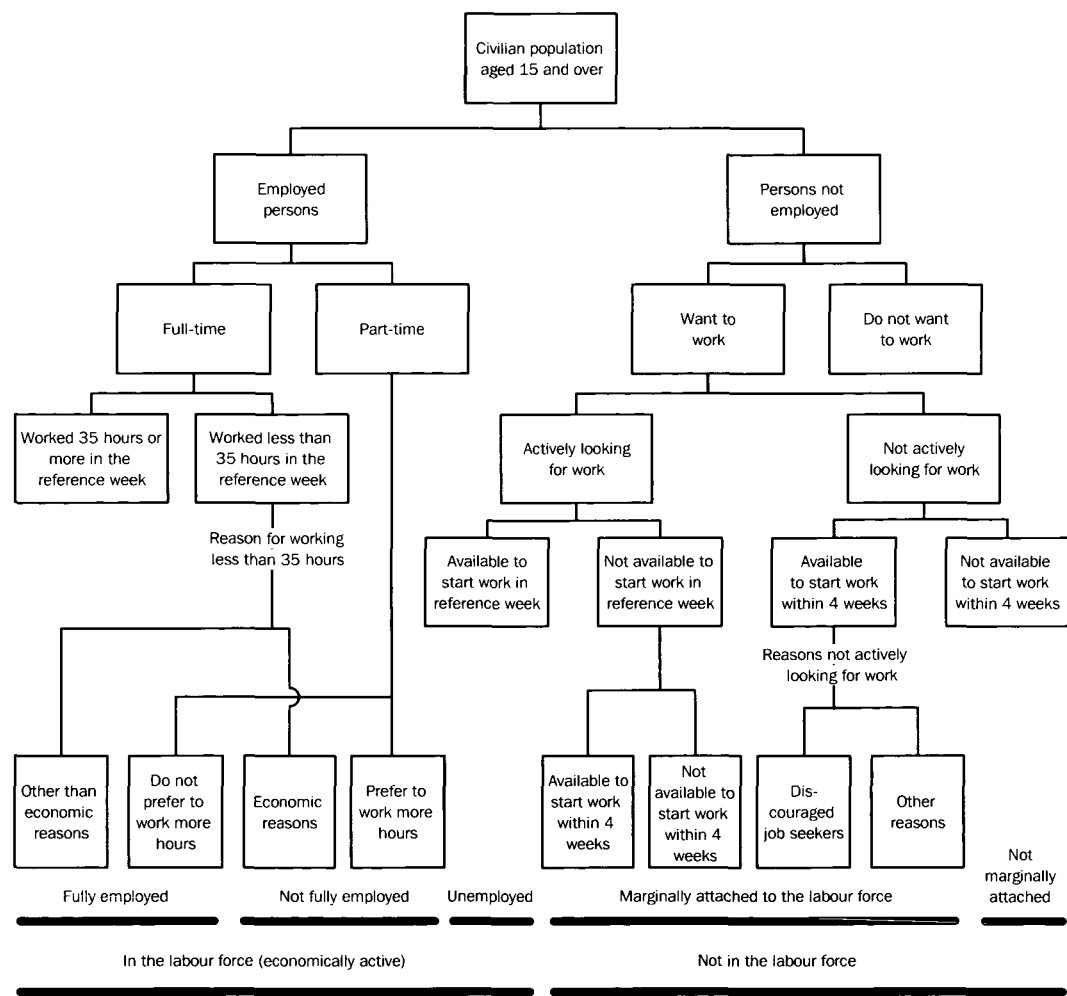 Civilian population
aged 15 and over
Employed
persons
Persons not
employed
Full-time
Part-time
Want to
work
Do not want
to work
Worked 35 hours or
more in the
reference week
Worked less than
35 hours in the
reference week
Actively looking
for work
Not actively
looking for work
Reason for working
less than 35 hours
Available to
start work in
reference week
Not available to
start work in
reference week
Available
to start work
within 4 weeks
Not available
to start work
within 4 weeks
Reasons not actively
looking for work
Other than
economic
reasons
Do not
prefer to
work more
hours
Economic
reasons
Prefer to
work more
hours
Available to
start work
within 4
weeks
Not
available to
start work
within 4
weeks
Dis-
couraged
job seekers
Other
reasons
Fully employed
Not fully employed
Unemployed
Marginally attached to the labour force
Not
marginally
attached
In the labour force (economically active)
Not in the labour force